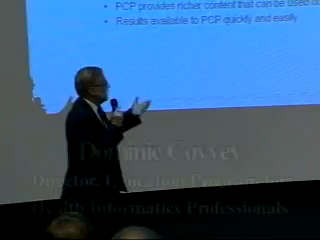 PCP provides richer content that can be used
Results available to PCP quickly and easily
Dominic Covvey
Director, Education Program for
Health Informatics Professionals